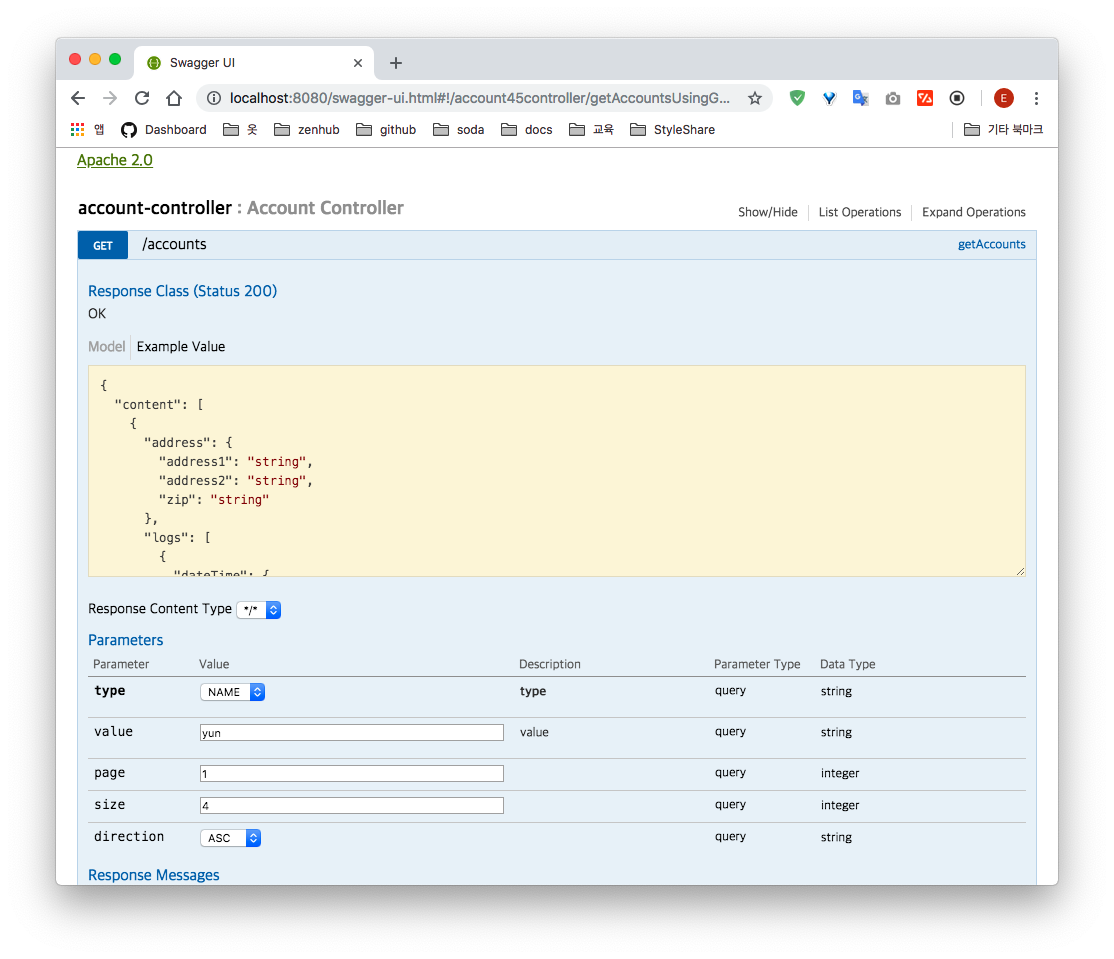 Swagger UI
localhost:8080/swagger-ui.html#!/account45controller/getAccountsUsingG...
E
앱 Dashboard 웃 zenhub github soda docs 교육 StyleShare 기타 북마크
Apache 2.0
account-controller : Account Controller
Show/Hide List Operations Expand Operations
GET /accounts getAccounts
Response Class (Status 200)
OK
Model Example Value
{
"content": [
{
"address": {
"address1": "string",
"address2": "string",
"zip": "string"
},
"logs": [
{
"dateTime": {
Response Content Type */*
Parameters
Parameter Value Description Parameter Type Data Type
type NAME type query string
value yun value query string
page 1 query integer
size 4 query integer
direction ASC query string
Response Messages